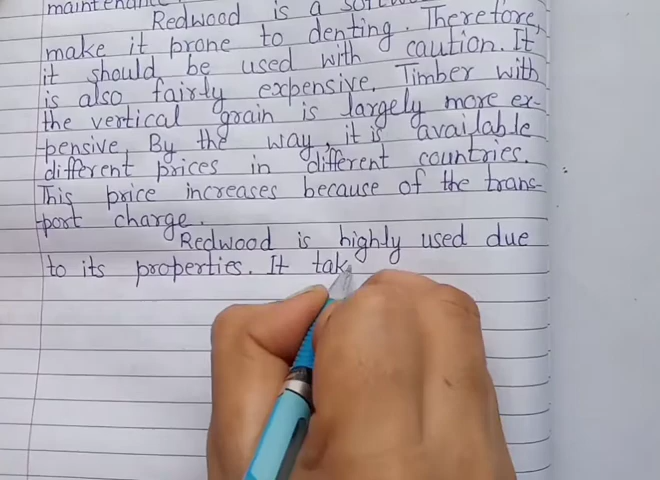 maintenance
Redwood is a softwo
make it prone to denting. Therefore,
it should be used with caution. It
is also fairly expensive. Timber with
the vertical grain is largely more ex-
-pensive. By the way, it is available
different prices in different countries.
This price increases because of the trans-
-port charge.
Redwood is highly used due
to its properties. It tak